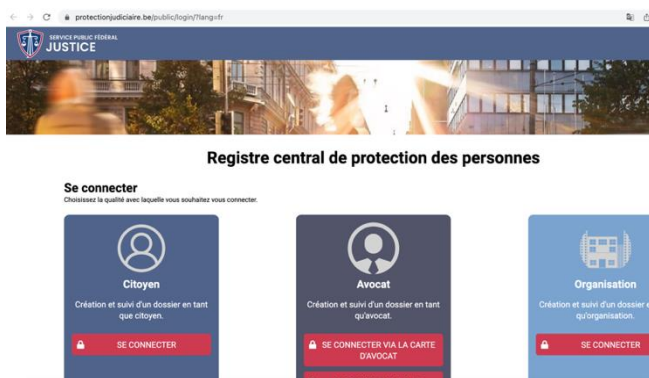 protectionjudiciaire.be/public/login/?lang=fr
SERVICE PUBLIC FÉDÉRAL
JUSTICE
Registre central de protection des personnes
Se connecter
Choisissez la qualité avec laquelle vous souhaitez vous connecter.
Citoyen
Création et suivi d'un dossier en tant
que citoyen.
SE CONNECTER
Avocat
Création et suivi d'un dossier en tant
qu'avocat.
SE CONNECTER VIA LA CARTE
D'AVOCAT
Organisation
Création et suivi d'un dossier
qu'organisation.
SE CONNECTER